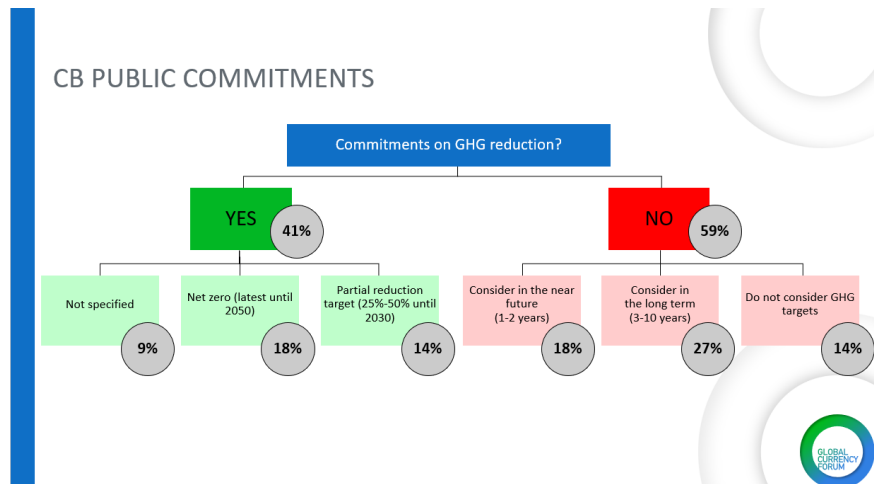 CB PUBLIC COMMITMENTS
Commitments on GHG reduction?
YES
41%
NO
59%
Not specified
9%
Net zero (latest until
2050)
18%
Partial reduction
target (25%-50% until
2030)
14%
Consider in the near
future
(1-2 years)
18%
Consider in
the long term
(3-10 years)
27%
Do not consider GHG
targets
14%
GLOBAL
CURRENCY
FORUM